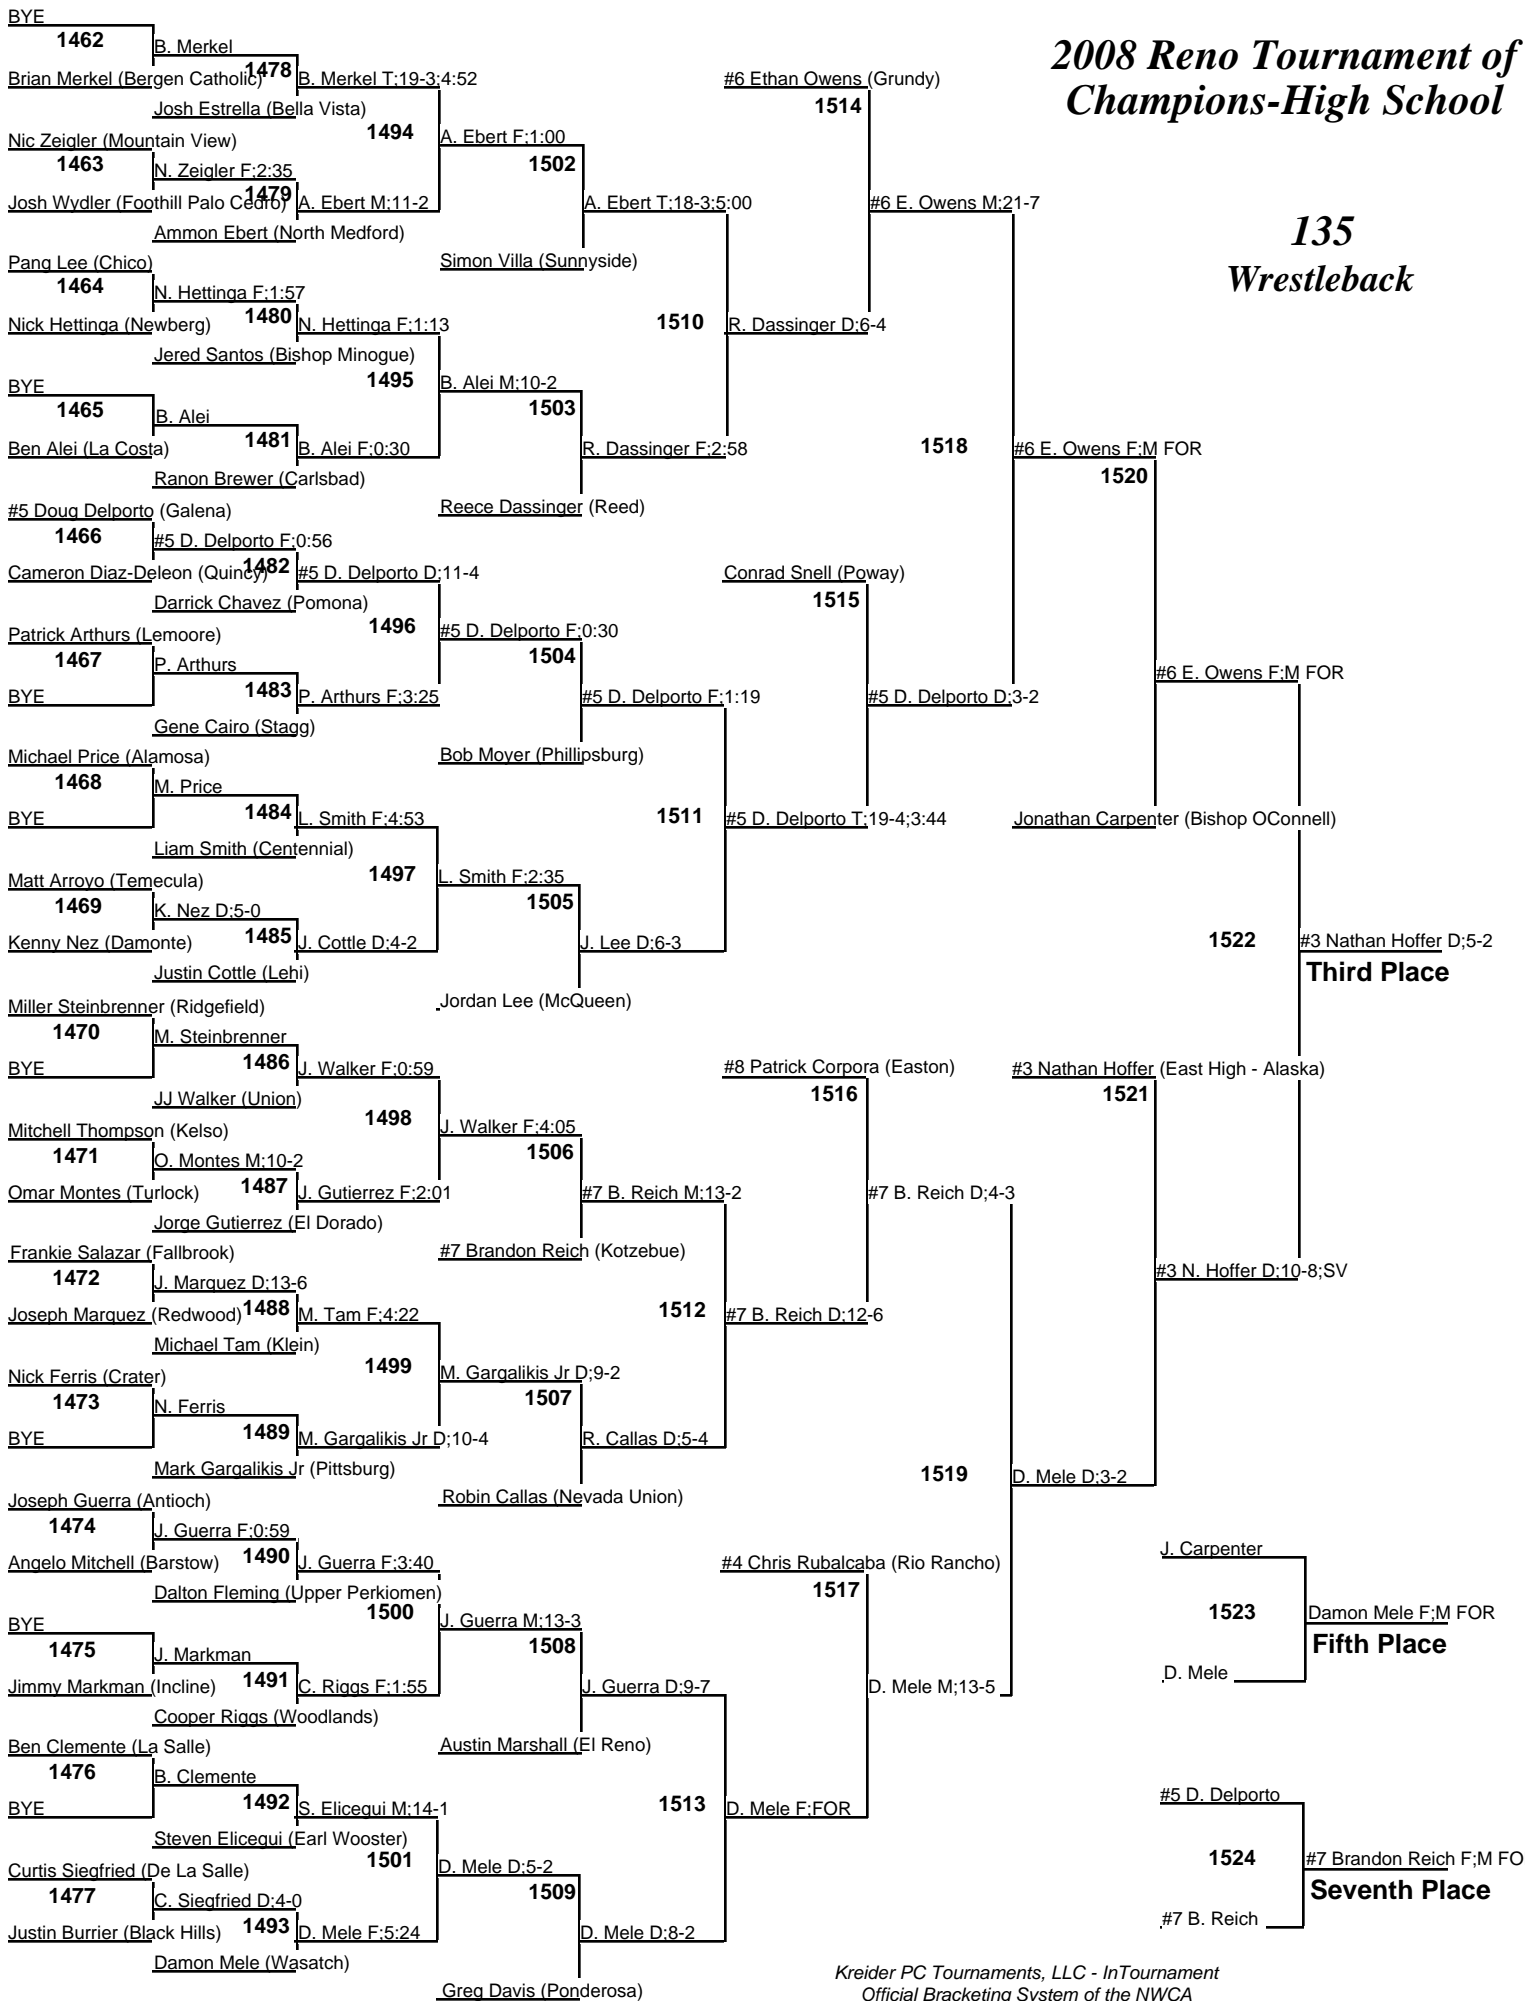 2008 Reno Tournament of
Champions-High School
135
Wrestleback
BYE
1462
B. Merkel
Brian Merkel (Bergen Catholic)
1478
B. Merkel T;19-3;4:52
Josh Estrella (Bella Vista)
1494
A. Ebert F;1:00
Nic Zeigler (Mountain View)
1463
N. Zeigler F;2:35
Josh Wydler (Foothill Palo Cedro)
1479
A. Ebert M;11-2
Ammon Ebert (North Medford)
1502
A. Ebert T;18-3;5:00
Simon Villa (Sunnyside)
Pang Lee (Chico)
1464
N. Hettinga F;1:57
Nick Hettinga (Newberg)
1480
N. Hettinga F;1:13
Jered Santos (Bishop Minogue)
1495
B. Alei M;10-2
BYE
1465
B. Alei
Ben Alei (La Costa)
1481
B. Alei F;0:30
Ranon Brewer (Carlsbad)
1503
R. Dassinger F;2:58
Reece Dassinger (Reed)
1510
R. Dassinger D;6-4
#6 Ethan Owens (Grundy)
1514
#6 E. Owens M;21-7
#5 Doug Delporto (Galena)
1466
#5 D. Delporto F;0:56
Cameron Diaz-Deleon (Quincy)
1482
#5 D. Delporto D;11-4
Darrick Chavez (Pomona)
1496
#5 D. Delporto F;0:30
Patrick Arthurs (Lemoore)
1467
P. Arthurs
BYE
1483
P. Arthurs F;3:25
Gene Cairo (Stagg)
1504
#5 D. Delporto F;1:19
Bob Moyer (Phillipsburg)
Michael Price (Alamosa)
1468
M. Price
BYE
1484
L. Smith F;4:53
Liam Smith (Centennial)
1497
L. Smith F;2:35
Matt Arroyo (Temecula)
1469
K. Nez D;5-0
Kenny Nez (Damonte)
1485
J. Cottle D;4-2
Justin Cottle (Lehi)
1505
J. Lee D;6-3
Jordan Lee (McQueen)
1511
#5 D. Delporto T;19-4;3:44
Conrad Snell (Poway)
1515
#5 D. Delporto D;3-2
1518
#6 E. Owens F;M FOR
1520
#6 E. Owens F;M FOR
Jonathan Carpenter (Bishop OConnell)
Miller Steinbrenner (Ridgefield)
1470
M. Steinbrenner
BYE
1486
J. Walker F;0:59
JJ Walker (Union)
1498
J. Walker F;4:05
Mitchell Thompson (Kelso)
1471
O. Montes M;10-2
Omar Montes (Turlock)
1487
J. Gutierrez F;2:01
Jorge Gutierrez (El Dorado)
1506
#7 B. Reich M;13-2
#7 Brandon Reich (Kotzebue)
Frankie Salazar (Fallbrook)
1472
J. Marquez D;13-6
Joseph Marquez (Redwood)
1488
M. Tam F;4:22
Michael Tam (Klein)
1499
M. Gargalikis Jr D;9-2
Nick Ferris (Crater)
1473
N. Ferris
BYE
1489
M. Gargalikis Jr D;10-4
Mark Gargalikis Jr (Pittsburg)
1507
R. Callas D;5-4
Robin Callas (Nevada Union)
1512
#7 B. Reich D;12-6
#8 Patrick Corpora (Easton)
1516
#7 B. Reich D;4-3
Joseph Guerra (Antioch)
1474
J. Guerra F;0:59
Angelo Mitchell (Barstow)
1490
J. Guerra F;3:40
Dalton Fleming (Upper Perkiomen)
1500
J. Guerra M;13-3
BYE
1475
J. Markman
Jimmy Markman (Incline)
1491
C. Riggs F;1:55
Cooper Riggs (Woodlands)
1508
J. Guerra D;9-7
Austin Marshall (El Reno)
Ben Clemente (La Salle)
1476
B. Clemente
BYE
1492
S. Elicegui M;14-1
Steven Elicegui (Earl Wooster)
1501
D. Mele D;5-2
Curtis Siegfried (De La Salle)
1477
C. Siegfried D;4-0
Justin Burrier (Black Hills)
1493
D. Mele F;5:24
Damon Mele (Wasatch)
1509
D. Mele D;8-2
Greg Davis (Ponderosa)
1513
D. Mele F;FOR
#4 Chris Rubalcaba (Rio Rancho)
1517
D. Mele M;13-5
1519
D. Mele D;3-2
#3 Nathan Hoffer (East High - Alaska)
1521
#3 N. Hoffer D;10-8;SV
1522
#3 Nathan Hoffer D;5-2
Third Place
J. Carpenter
1523
Damon Mele F;M FOR
Fifth Place
D. Mele
#5 D. Delporto
1524
#7 Brandon Reich F;M FO
Seventh Place
#7 B. Reich
Kreider PC Tournaments, LLC - InTournament
Official Bracketing System of the NWCA